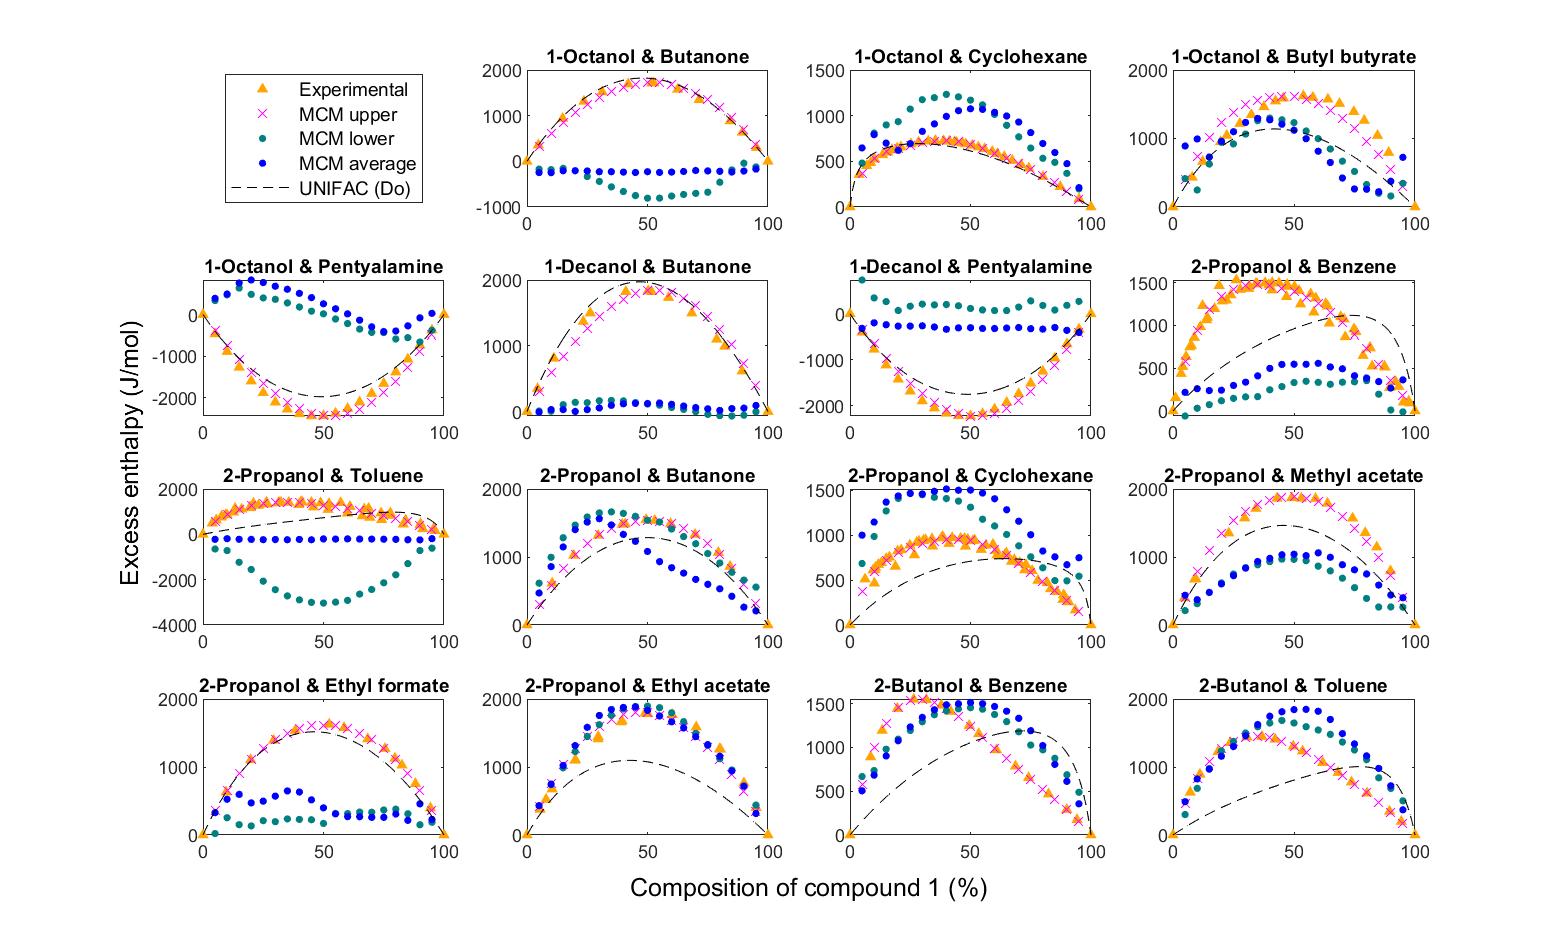 Experimental
MCM upper
MCM lower
MCM average
UNIFAC (Do)
1-Octanol & Butanone
2000
1000
0
-1000
0 50 100
1-Octanol & Cyclohexane
1500
1000
500
0
0 50 100
1-Octanol & Butyl butyrate
2000
1000
0
0 50 100
1-Octanol & Pentyalamine
0
-1000
-2000
0 50 100
1-Decanol & Butanone
2000
1000
0
0 50 100
1-Decanol & Pentyalamine
0
-1000
-2000
0 50 100
2-Propanol & Benzene
1500
1000
500
0
0 50 100
2-Propanol & Toluene
2000
0
-2000
-4000
0 50 100
2-Propanol & Butanone
2000
1000
0
0 50 100
2-Propanol & Cyclohexane
1500
1000
500
0
0 50 100
2-Propanol & Methyl acetate
2000
1000
0
0 50 100
2-Propanol & Ethyl formate
2000
1000
0
0 50 100
2-Propanol & Ethyl acetate
2000
1000
0
0 50 100
2-Butanol & Benzene
1500
1000
500
0
0 50 100
2-Butanol & Toluene
2000
1000
0
0 50 100
Excess enthalpy (J/mol)
Composition of compound 1 (%)